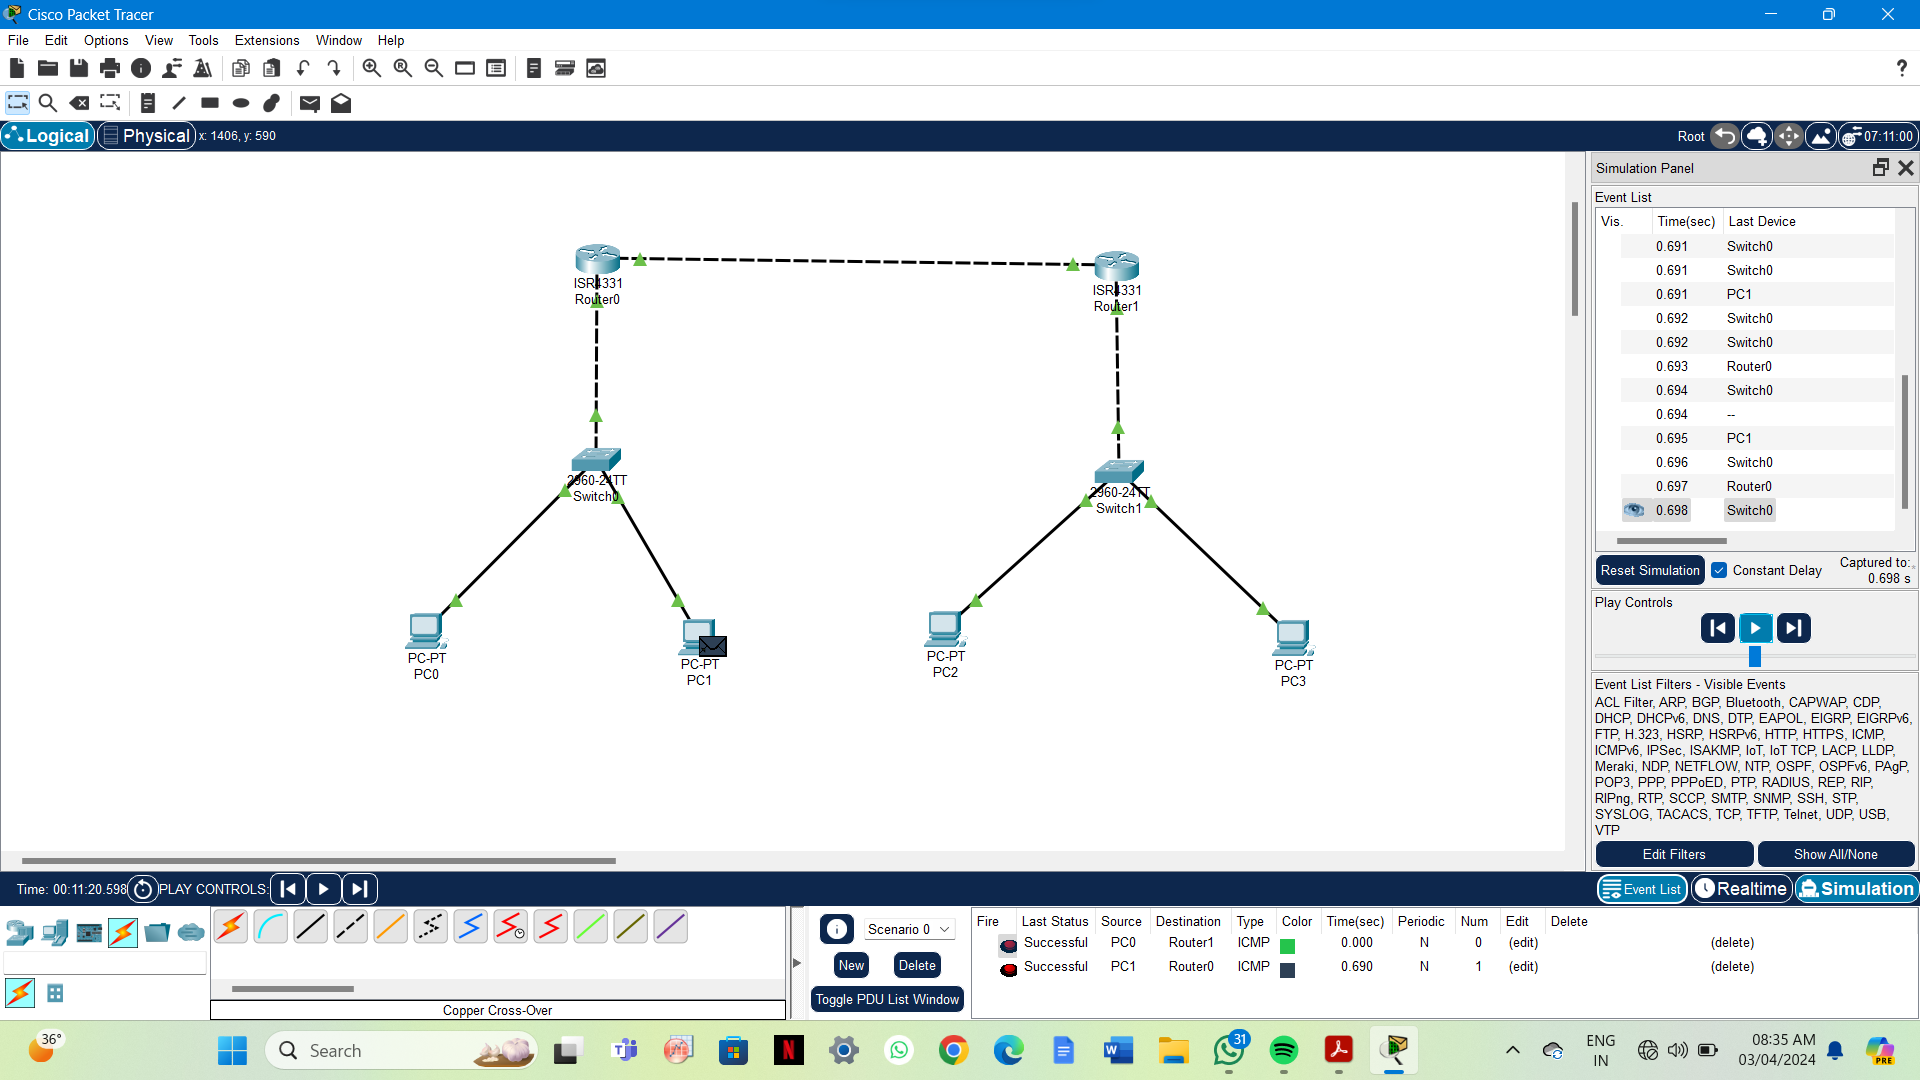 Cisco Packet Tracer
File Edit Options View Tools Extensions Window Help
?
Logical Physical x: 1406, y: 590 Root 07:11:00
Simulation Panel
Event List
Vis. Time(sec) Last Device
0.691 Switch0
0.691 Switch0
0.691 PC1
0.692 Switch0
0.692 Switch0
0.693 Router0
0.694 Switch0
0.694 --
0.695 PC1
0.696 Switch0
0.697 Router0
0.698 Switch0
Reset Simulation Constant Delay Captured to:
0.698 s
Play Controls
Event List Filters - Visible Events
ACL Filter, ARP, BGP, Bluetooth, CAPWAP, CDP,
DHCP, DHCPv6, DNS, DTP, EAPOL, EIGRP, EIGRPv6,
FTP, H.323, HSRP, HSRPv6, HTTP, HTTPS, ICMP,
ICMPv6, IPSec, ISAKMP, IoT, IoT TCP, LACP, LLDP,
Meraki, NDP, NETFLOW, NTP, OSPF, OSPFv6, PAgP,
POP3, PPP, PPPoED, PTP, RADIUS, REP, RIP,
RIPng, RTP, SCCP, SMTP, SNMP, SSH, STP,
SYSLOG, TACACS, TCP, TFTP, Telnet, UDP, USB,
VTP
Edit Filters Show All/None
ISR4331
Router0
ISR4331
Router1
2960-24TT
Switch0
2960-24TT
Switch1
PC-PT
PC0
PC-PT
PC1
PC-PT
PC2
PC-PT
PC3
Time: 00:11:20.598 PLAY CONTROLS: Event List Realtime Simulation
Copper Cross-Over
Scenario 0
New Delete
Toggle PDU List Window
Fire Last Status Source Destination Type Color Time(sec) Periodic Num Edit Delete
Successful PC0 Router1 ICMP 0.000 N 0 (edit) (delete)
Successful PC1 Router0 ICMP 0.690 N 1 (edit) (delete)
36°
Search
31
ENG
IN
08:35 AM
03/04/2024
PRE